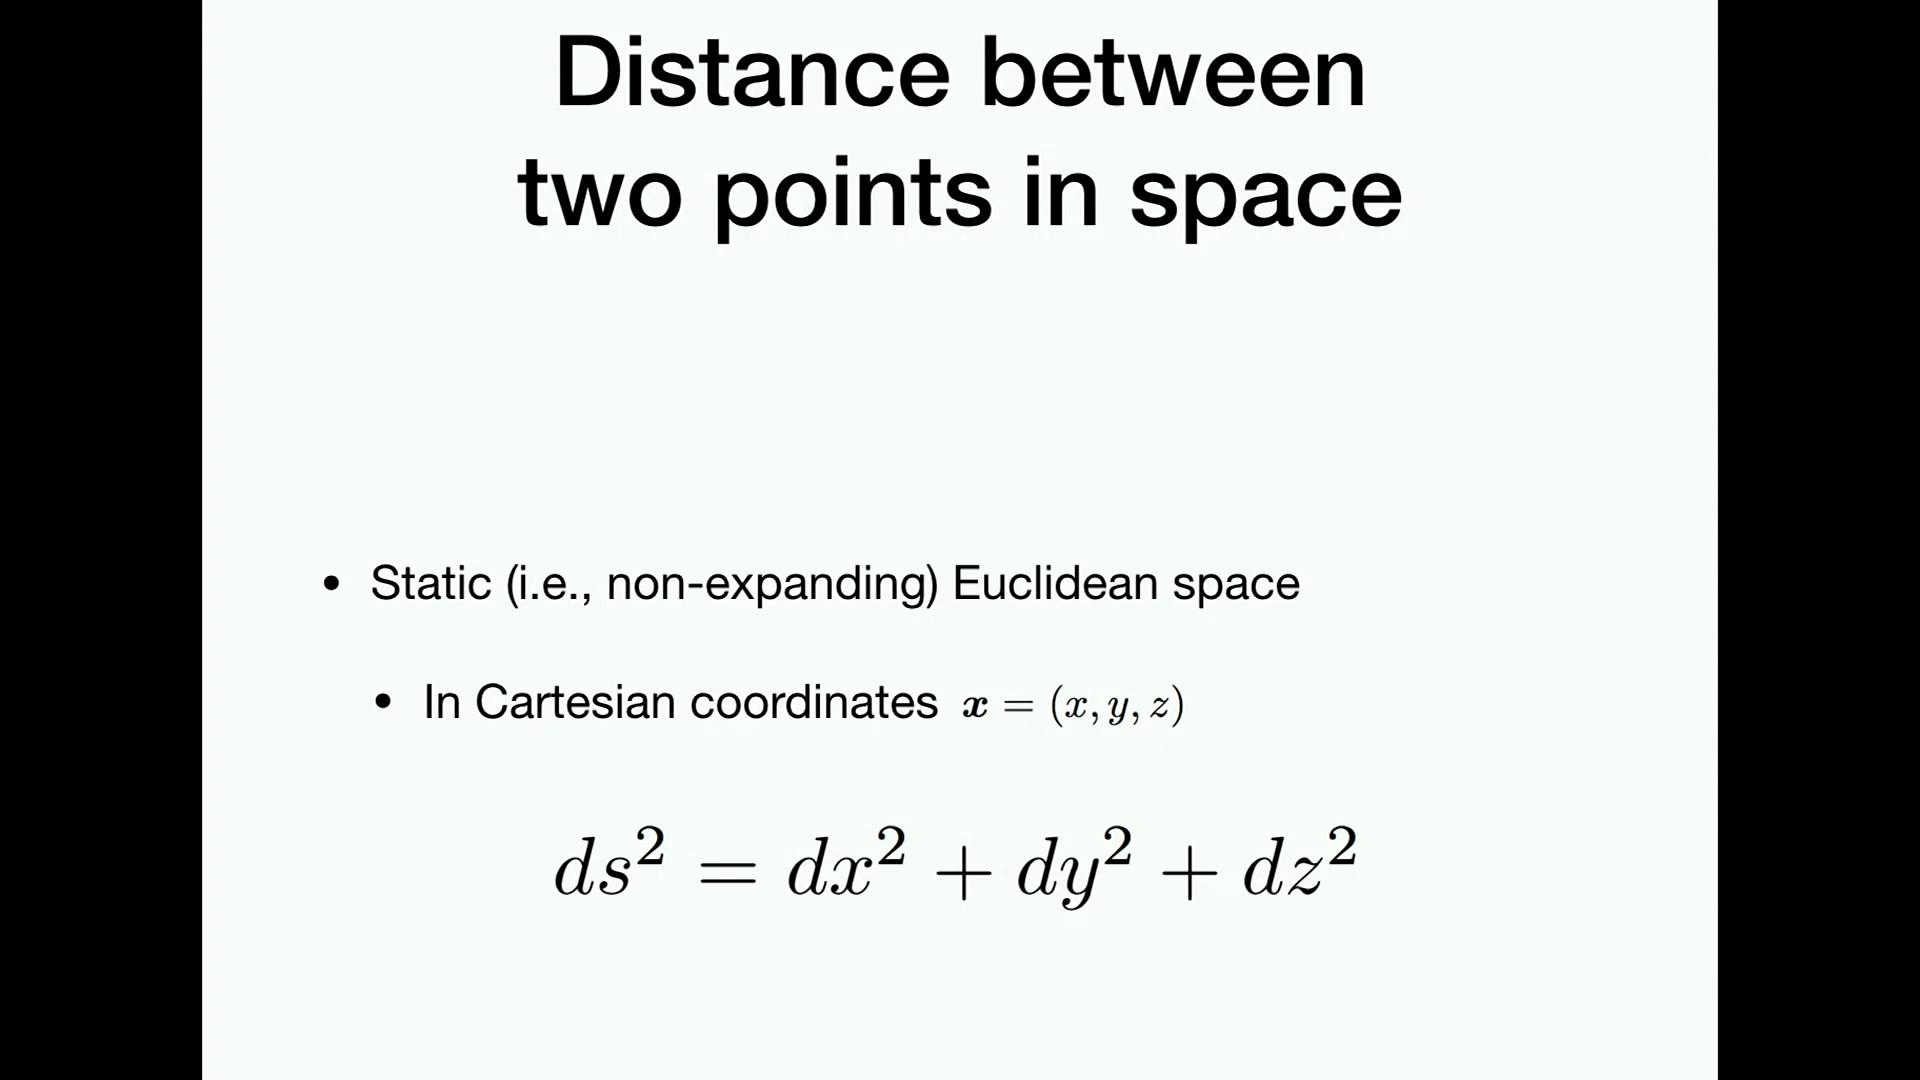 Distance between
two points in space
• Static (i.e., non-expanding) Euclidean space
• In Cartesian coordinates x = (x, y, z)
ds² = dx² + dy² + dz²